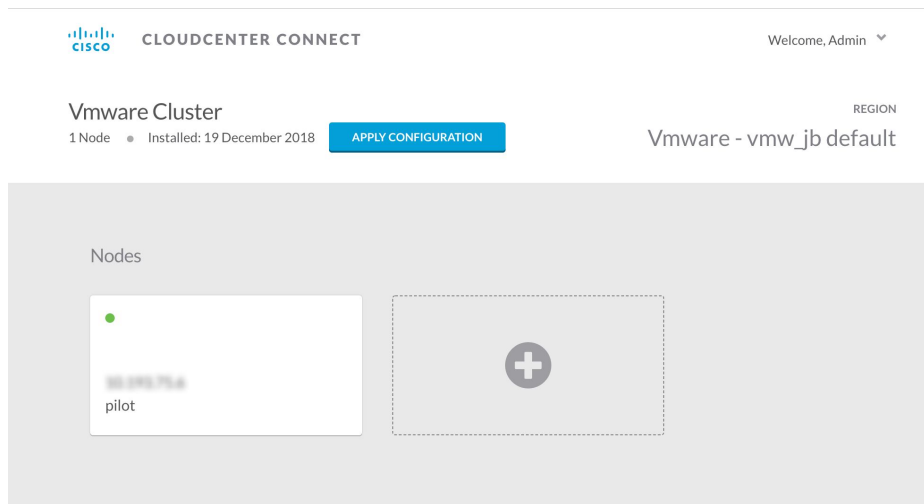 CISCO CLOUDCENTER CONNECT
Welcome, Admin
Vmware Cluster
1 Node • Installed: 19 December 2018 APPLY CONFIGURATION
REGION
Vmware - vmw_jb default
Nodes
pilot